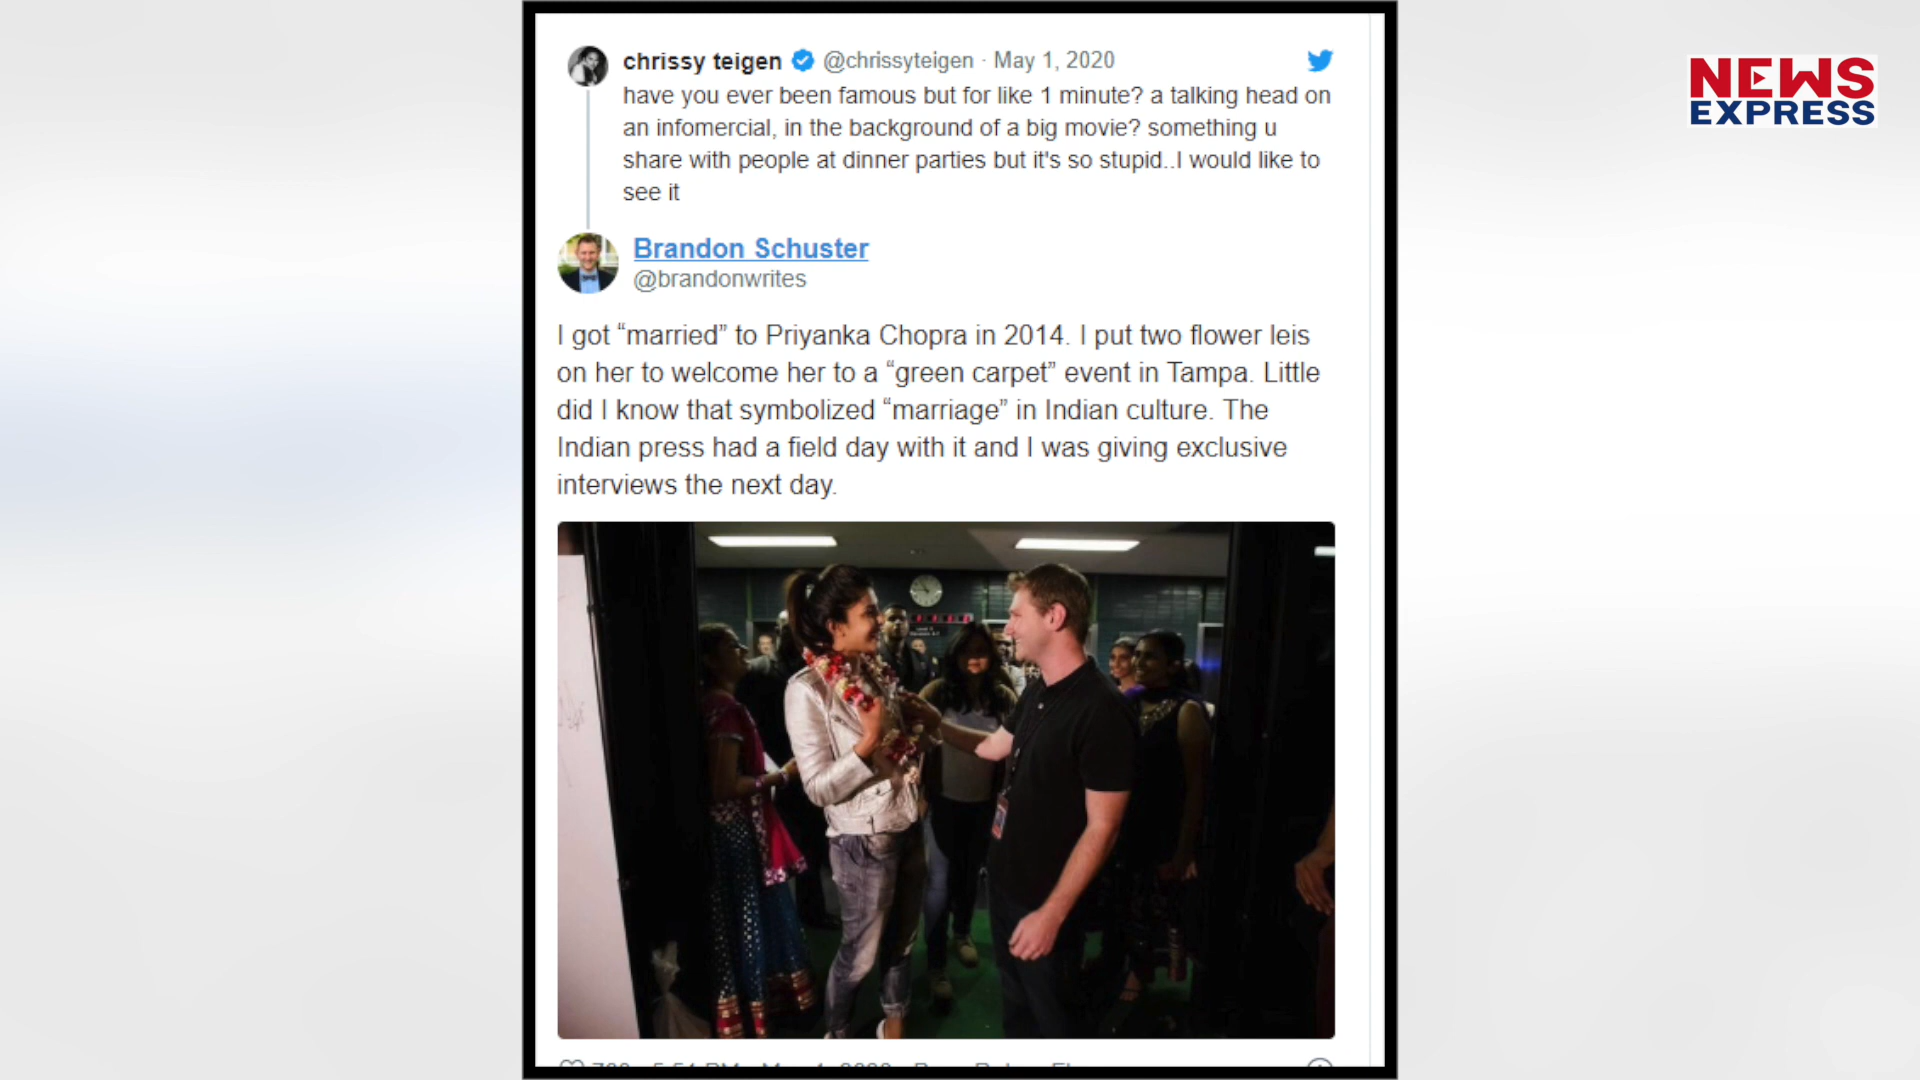 chrissy teigen @chrissyteigen · May 1, 2020
have you ever been famous but for like 1 minute? a talking head on
an infomercial, in the background of a big movie? something u
share with people at dinner parties but it's so stupid..I would like to
see it
Brandon Schuster
@brandonwrites
I got “married” to Priyanka Chopra in 2014. I put two flower leis
on her to welcome her to a “green carpet” event in Tampa. Little
did I know that symbolized “marriage” in Indian culture. The
Indian press had a field day with it and I was giving exclusive
interviews the next day.
NEWS
EXPRESS